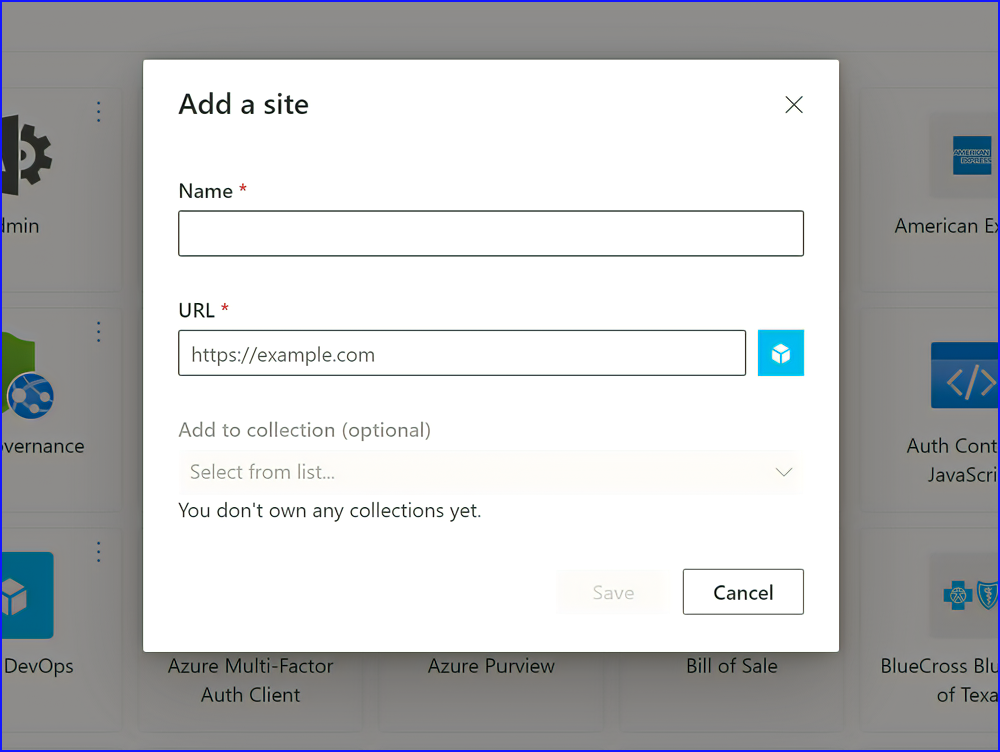 Add a site
Name *
URL *
https://example.com
Add to collection (optional)
Select from list...
You don't own any collections yet.
Save
Cancel
dmin
AMERICAN
EXPRESS
American Ex
overnance
</>
Auth Cont
JavaScri
DevOps
Azure Multi-Factor
Auth Client
Azure Purview
Bill of Sale
BlueCross Blu
of Texa